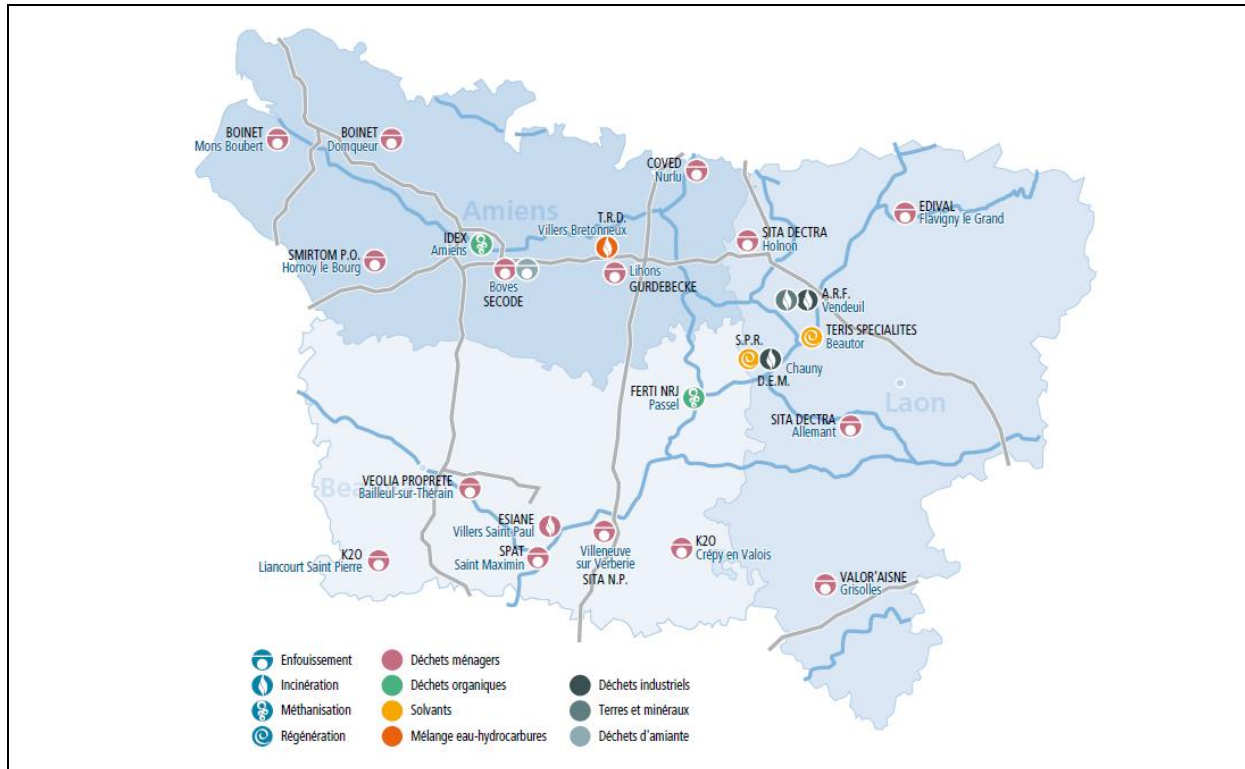 BOINET
Mons Boubert
BOINET
Domqueur
COVED
Nurlu
EDIVAL
Flavigny le Grand
Amiens
T.R.D.
Villers Bretonneux
IDEX
Amiens
SITA DECTRA
Holnon
SMIRTOM P.O.
Hornoy le Bourg
Boves
SECODE
Lihons
GURDEBECKE
A.R.F.
Vendeuil
TERIS SPECIALITES
Beautor
S.P.R.
Chauny
D.E.M.
FERTI NRJ
Passel
Laon
SITA DECTRA
Allemant
Bea
VEOLIA PROPRETE
Bailleul-sur-Thérain
ESIANE
Villers Saint Paul
SPAT
Saint Maximin
Villeneuve
sur Verberie
SITA N.P.
K2O
Crépy en Valois
K2O
Liancourt Saint Pierre
VALOR'AISNE
Grisolles
Enfouissement
Déchets ménagers
Incinération
Déchets organiques
Déchets industriels
Méthanisation
Solvants
Terres et minéraux
Régénération
Mélange eau-hydrocarbures
Déchets d'amiante